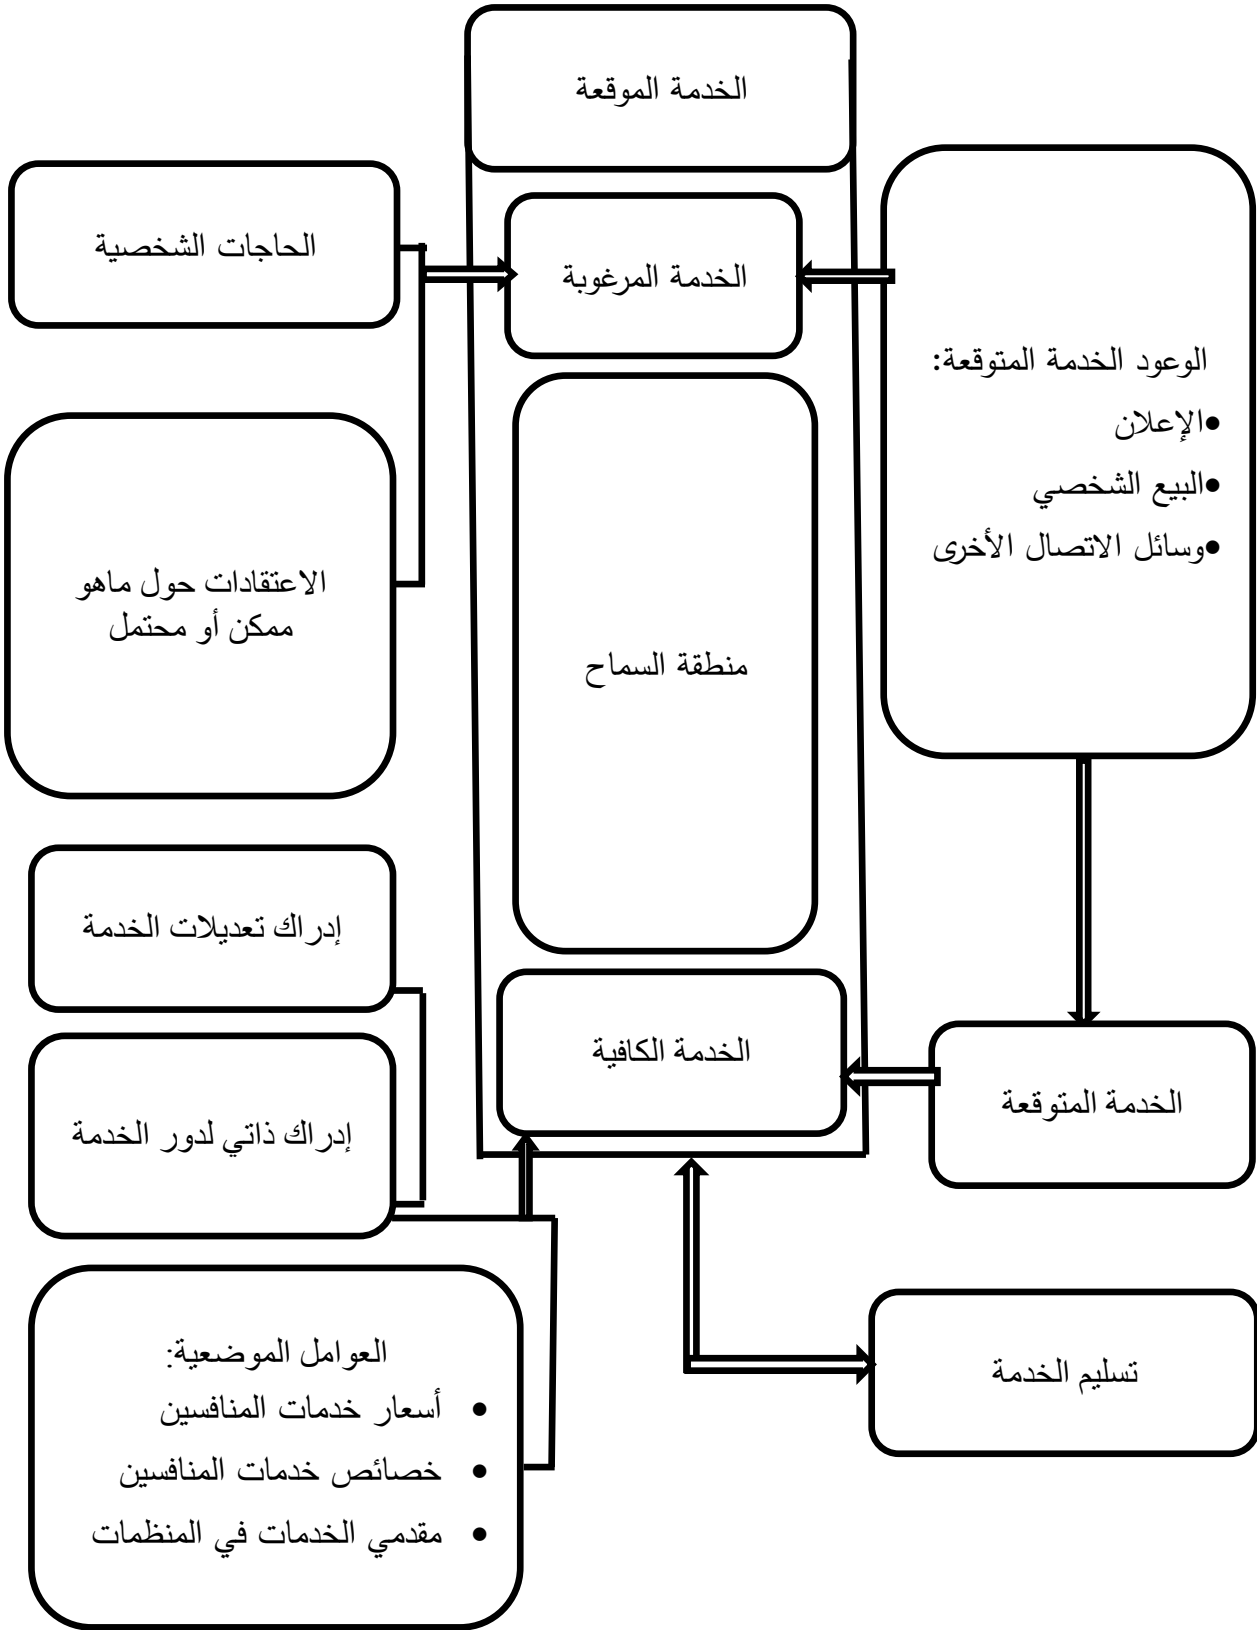 الخدمة الموقعة
الحاجات الشخصية
الخدمة المرغوبة
الوعود الخدمة المتوقعة:
•الإعلان
•البيع الشخصي
•وسائل الاتصال الأخرى
الاعتقادات حول ماهو
ممكن أو محتمل
منطقة السماح
إدراك تعديلات الخدمة
الخدمة الكافية
الخدمة المتوقعة
إدراك ذاتي لدور الخدمة
تسليم الخدمة
العوامل الموضعية:
• أسعار خدمات المنافسين
• خصائص خدمات المنافسين
• مقدمي الخدمات في المنظمات